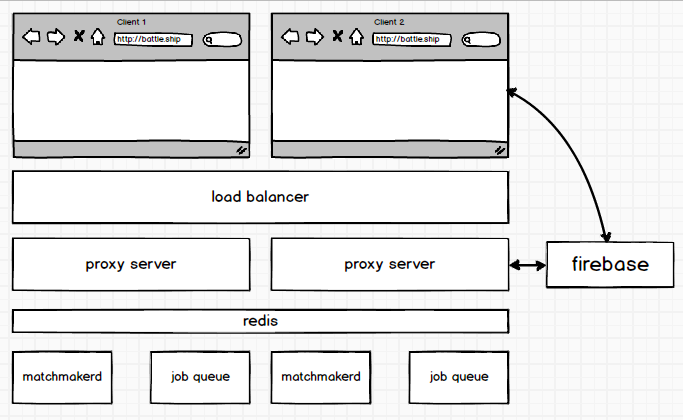 Client 1
Client 2
http://battle.ship
http://battle.ship
load balancer
proxy server
proxy server
firebase
redis
matchmakerd
job queue
matchmakerd
job queue